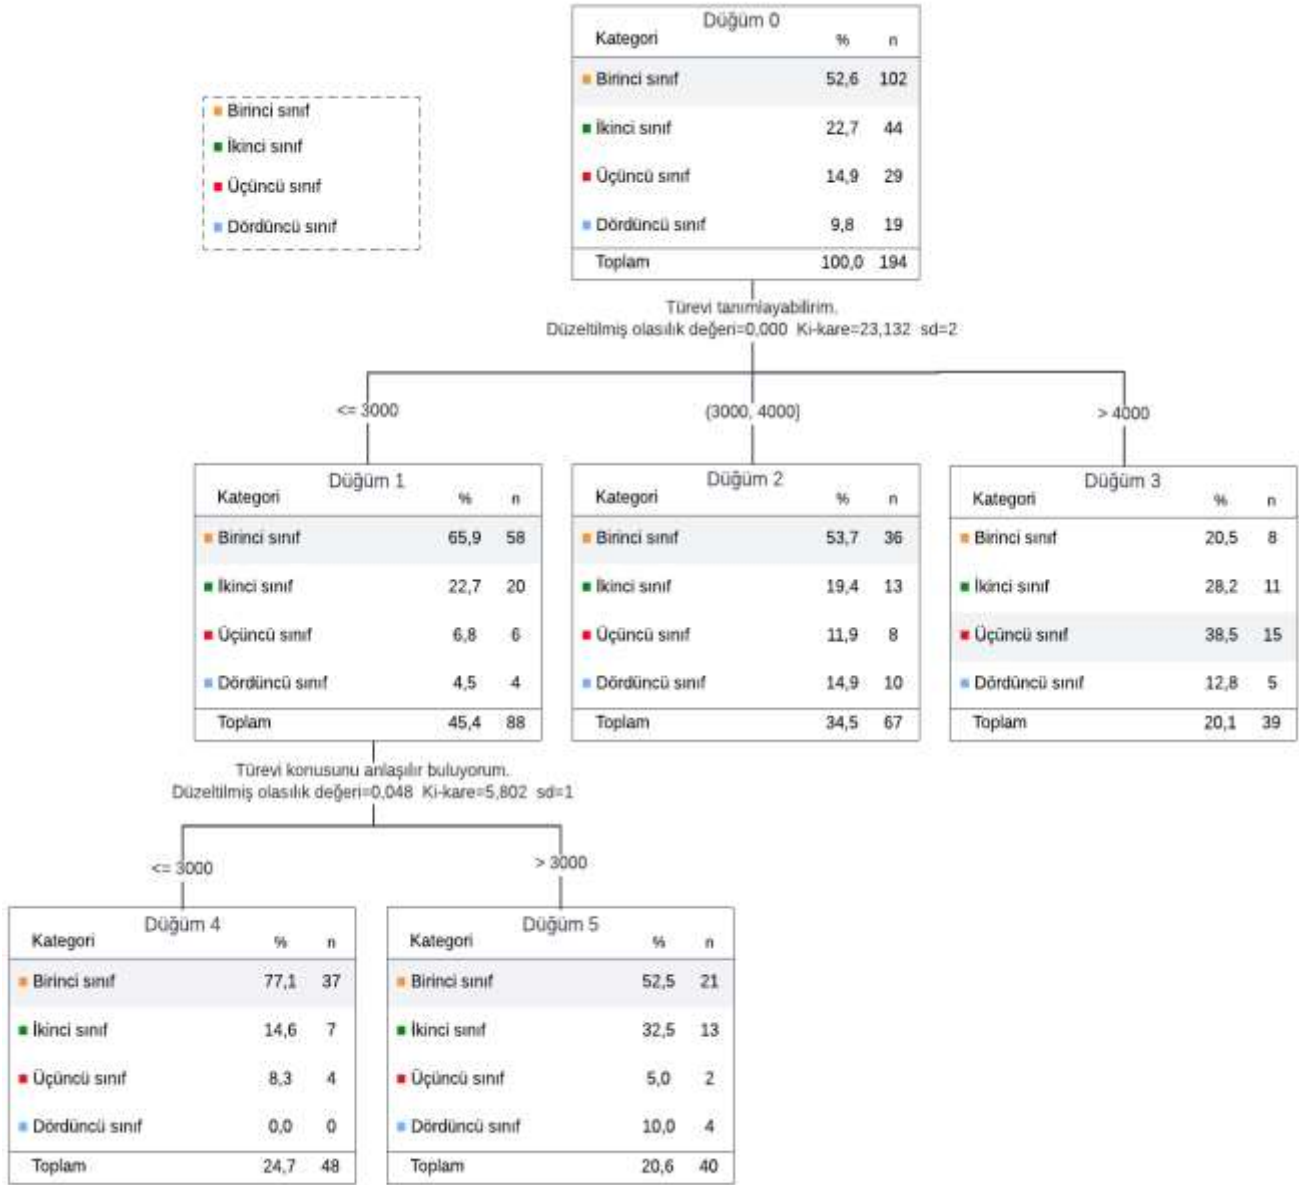 Düğüm 0
Kategori % n
Birinci sınıf 52,6 102
İkinci sınıf 22,7 44
Üçüncü sınıf 14,9 29
Dördüncü sınıf 9,8 19
Toplam 100,0 194
Birinci sınıf
İkinci sınıf
Üçüncü sınıf
Dördüncü sınıf
Türevi tanımlayabilirim.
Düzeltilmiş olasılık değeri=0,000 Ki-kare=23,132 sd=2
<= 3000
(3000, 4000]
> 4000
Düğüm 1
Kategori % n
Birinci sınıf 65,9 58
İkinci sınıf 22,7 20
Üçüncü sınıf 6,8 6
Dördüncü sınıf 4,5 4
Toplam 45,4 88
Düğüm 2
Kategori % n
Birinci sınıf 53,7 36
İkinci sınıf 19,4 13
Üçüncü sınıf 11,9 8
Dördüncü sınıf 14,9 10
Toplam 34,5 67
Düğüm 3
Kategori % n
Birinci sınıf 20,5 8
İkinci sınıf 28,2 11
Üçüncü sınıf 38,5 15
Dördüncü sınıf 12,8 5
Toplam 20,1 39
Türevi konusunu anlaşılır buluyorum.
Düzeltilmiş olasılık değeri=0,048 Ki-kare=5,802 sd=1
<= 3000
> 3000
Düğüm 4
Kategori % n
Birinci sınıf 77,1 37
İkinci sınıf 14,6 7
Üçüncü sınıf 8,3 4
Dördüncü sınıf 0,0 0
Toplam 24,7 48
Düğüm 5
Kategori % n
Birinci sınıf 52,5 21
İkinci sınıf 32,5 13
Üçüncü sınıf 5,0 2
Dördüncü sınıf 10,0 4
Toplam 20,6 40